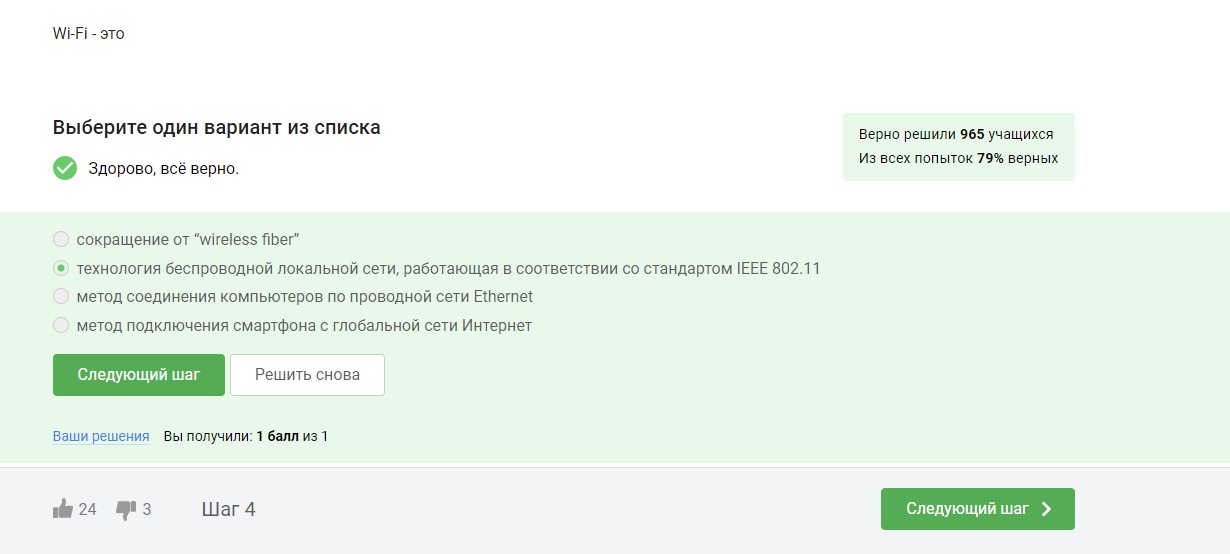 Wi-Fi - это
Выберите один вариант из списка
Здорово, всё верно.
Верно решили 965 учащихся
Из всех попыток 79% верных
сокращение от “wireless fiber”
технология беспроводной локальной сети, работающая в соответствии со стандартом IEEE 802.11
метод соединения компьютеров по проводной сети Ethernet
метод подключения смартфона с глобальной сети Интернет
Следующий шаг
Решить снова
Ваши решения Вы получили: 1 балл из 1
24 3 Шаг 4 Следующий шаг